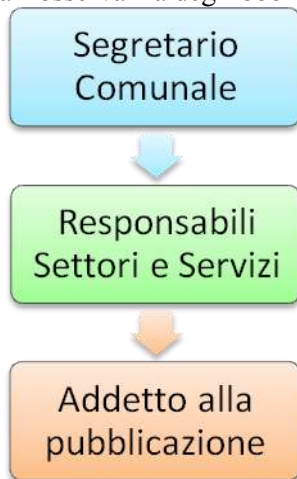 Segretario
Comunale
Responsabili
Settori e Servizi
Addetto alla
pubblicazione